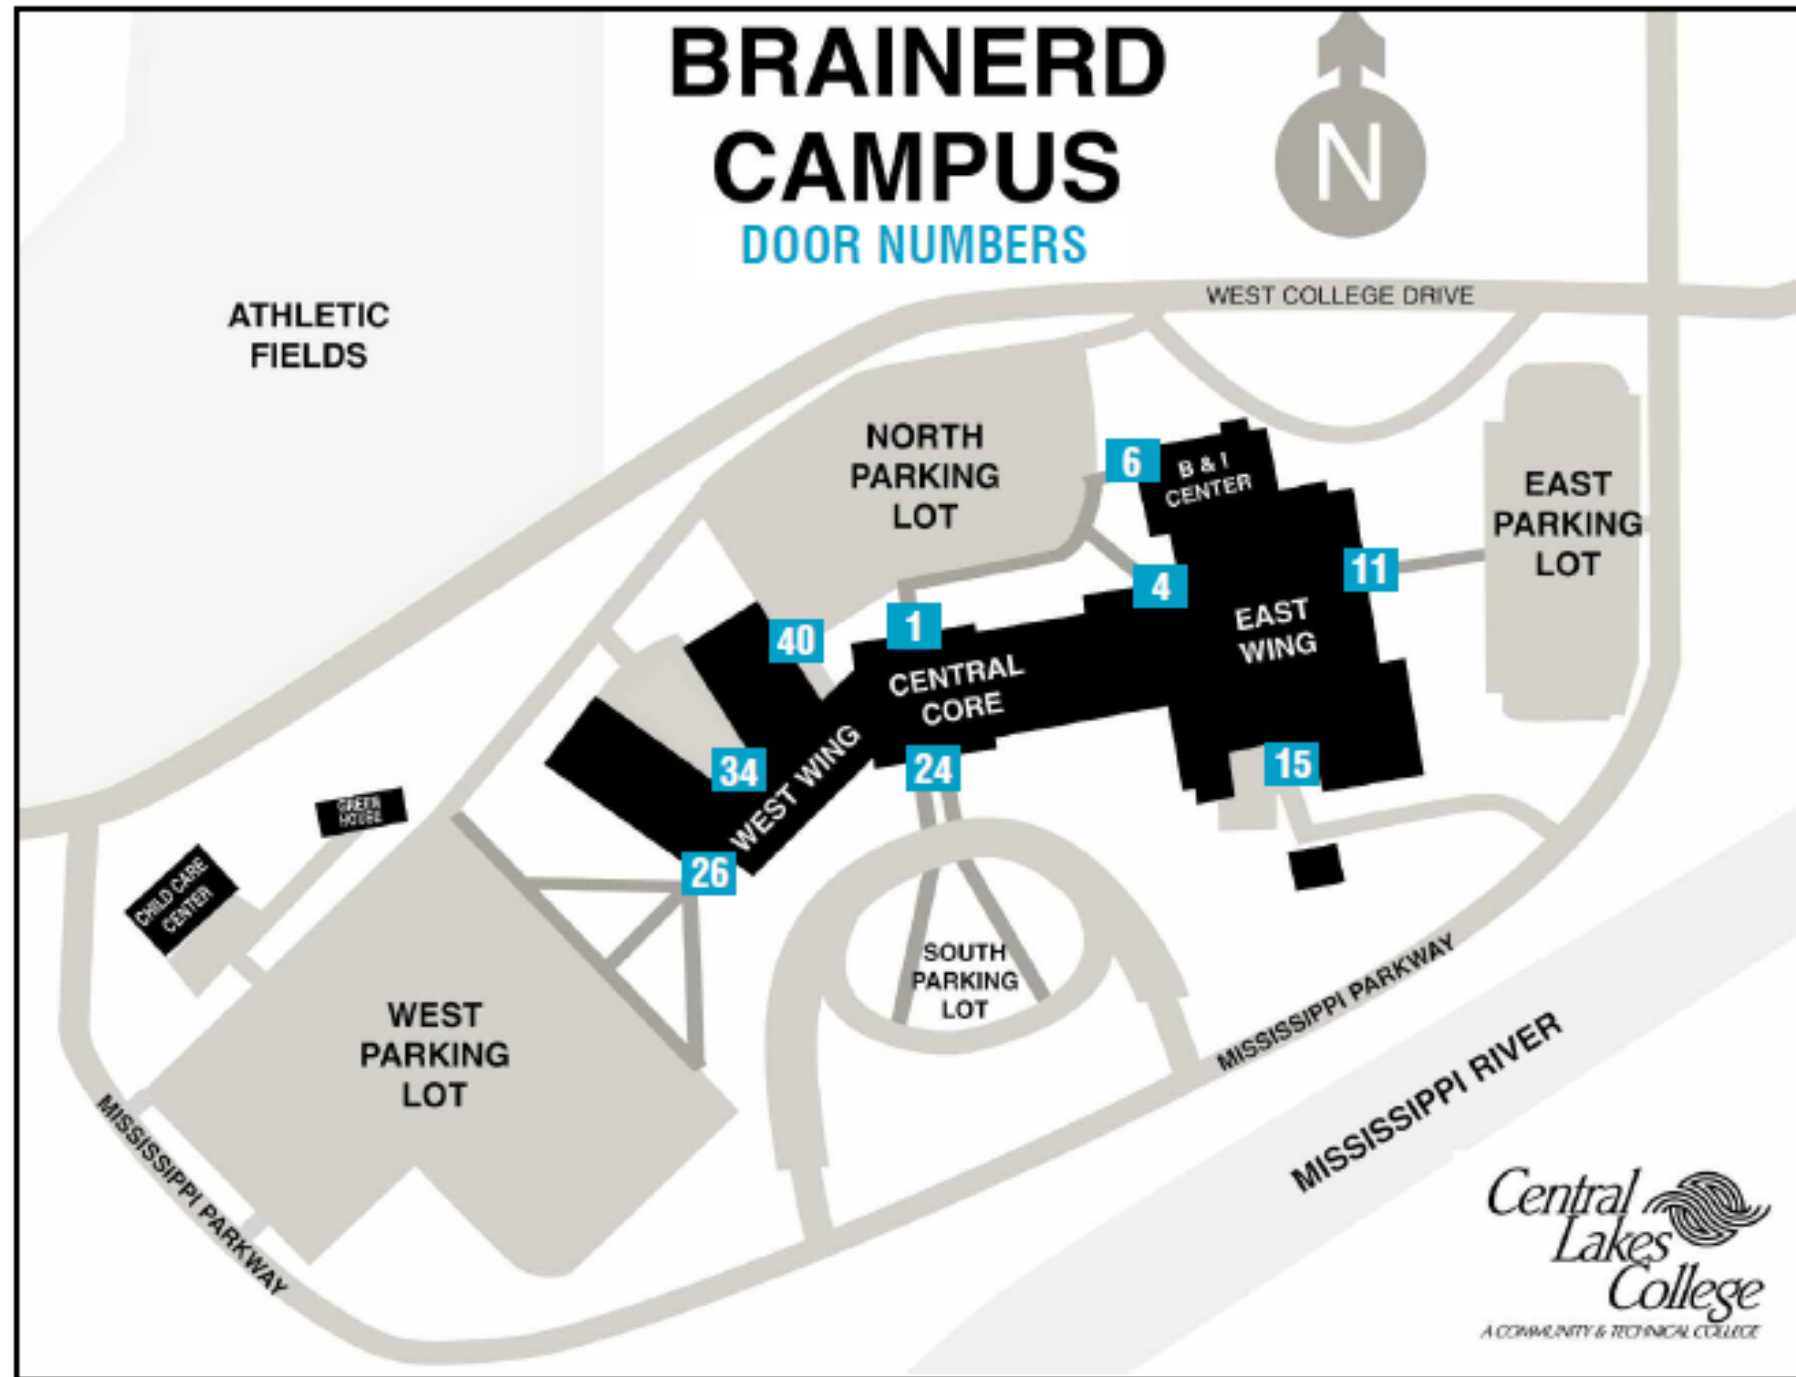 BRAINERD
CAMPUS
DOOR NUMBERS
N
WEST COLLEGE DRIVE
ATHLETIC
FIELDS
NORTH
PARKING
LOT
6
B & I
CENTER
EAST
PARKING
LOT
11
4
1
40
EAST
WING
CENTRAL
CORE
WEST WING
34
24
15
26
GREEN
HOUSE
CHILD CARE
CENTER
SOUTH
PARKING
LOT
WEST
PARKING
LOT
MISSISSIPPI PARKWAY
MISSISSIPPI PARKWAY
MISSISSIPPI RIVER
Central
Lakes
College
A COMMUNITY & TECHNICAL COLLEGE